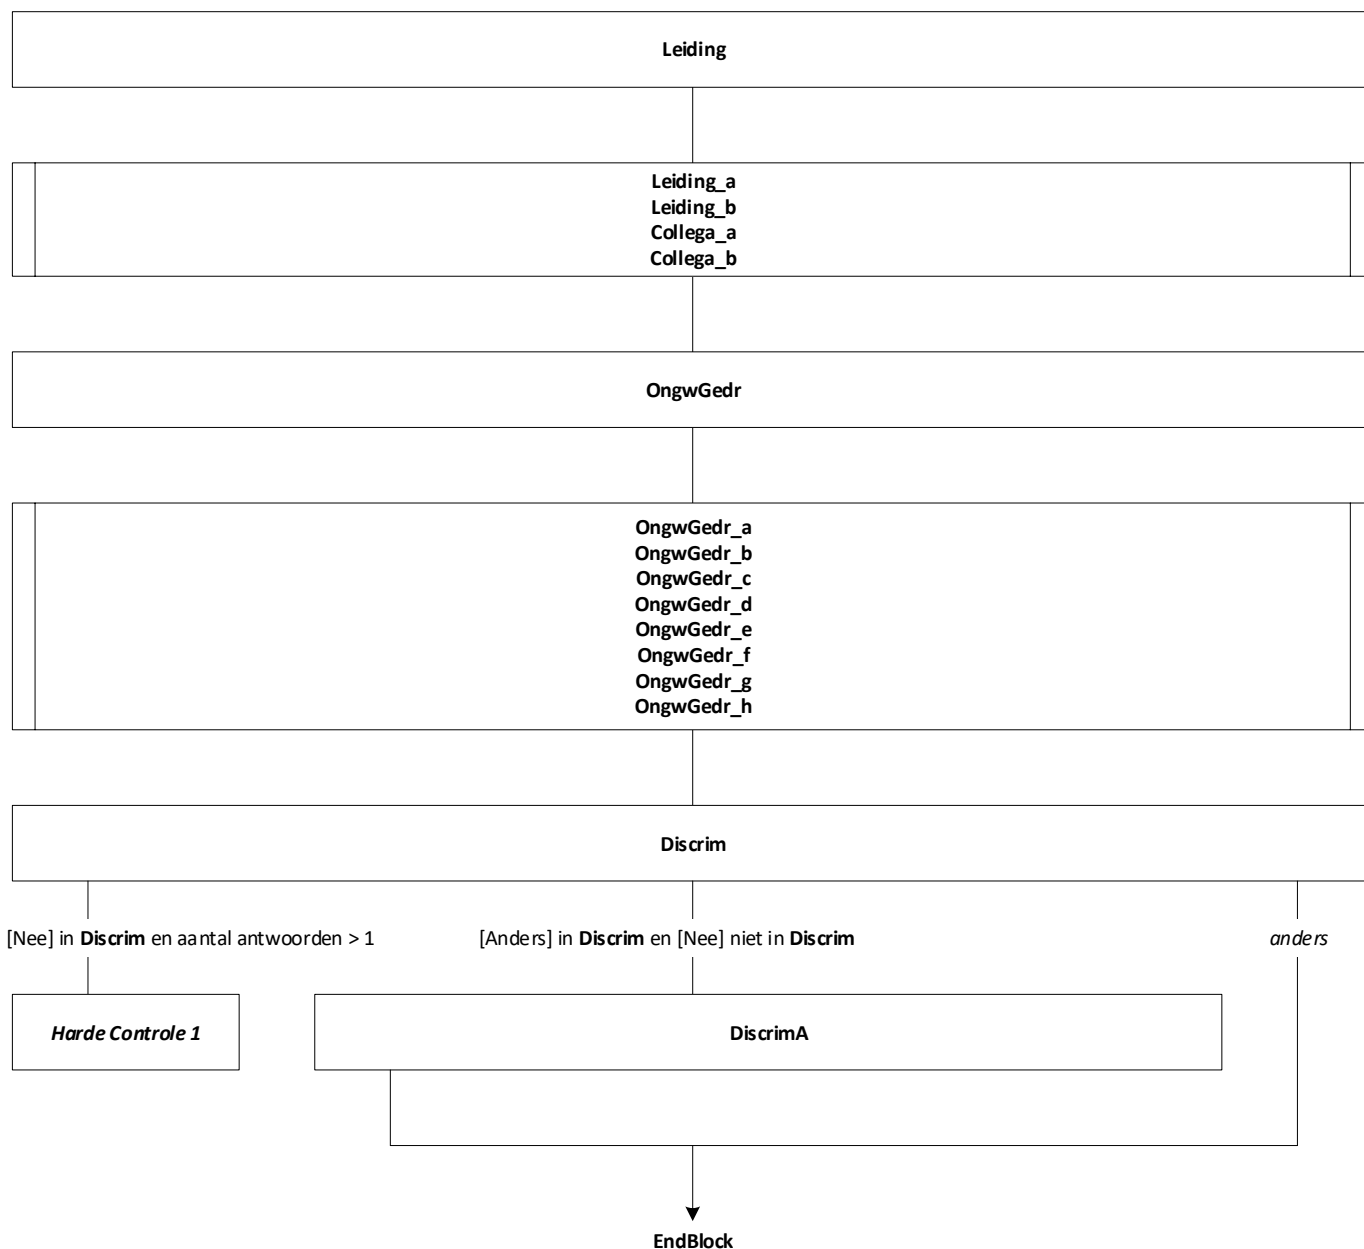 Leiding
Leiding_a
Leiding_b
Collega_a
Collega_b
OngwGedr
OngwGedr_a
OngwGedr_b
OngwGedr_c
OngwGedr_d
OngwGedr_e
OngwGedr_f
OngwGedr_g
OngwGedr_h
Discrim
[Nee] in Discrim en aantal antwoorden > 1
[Anders] in Discrim en [Nee] niet in Discrim
anders
Harde Controle 1
DiscrimA
EndBlock